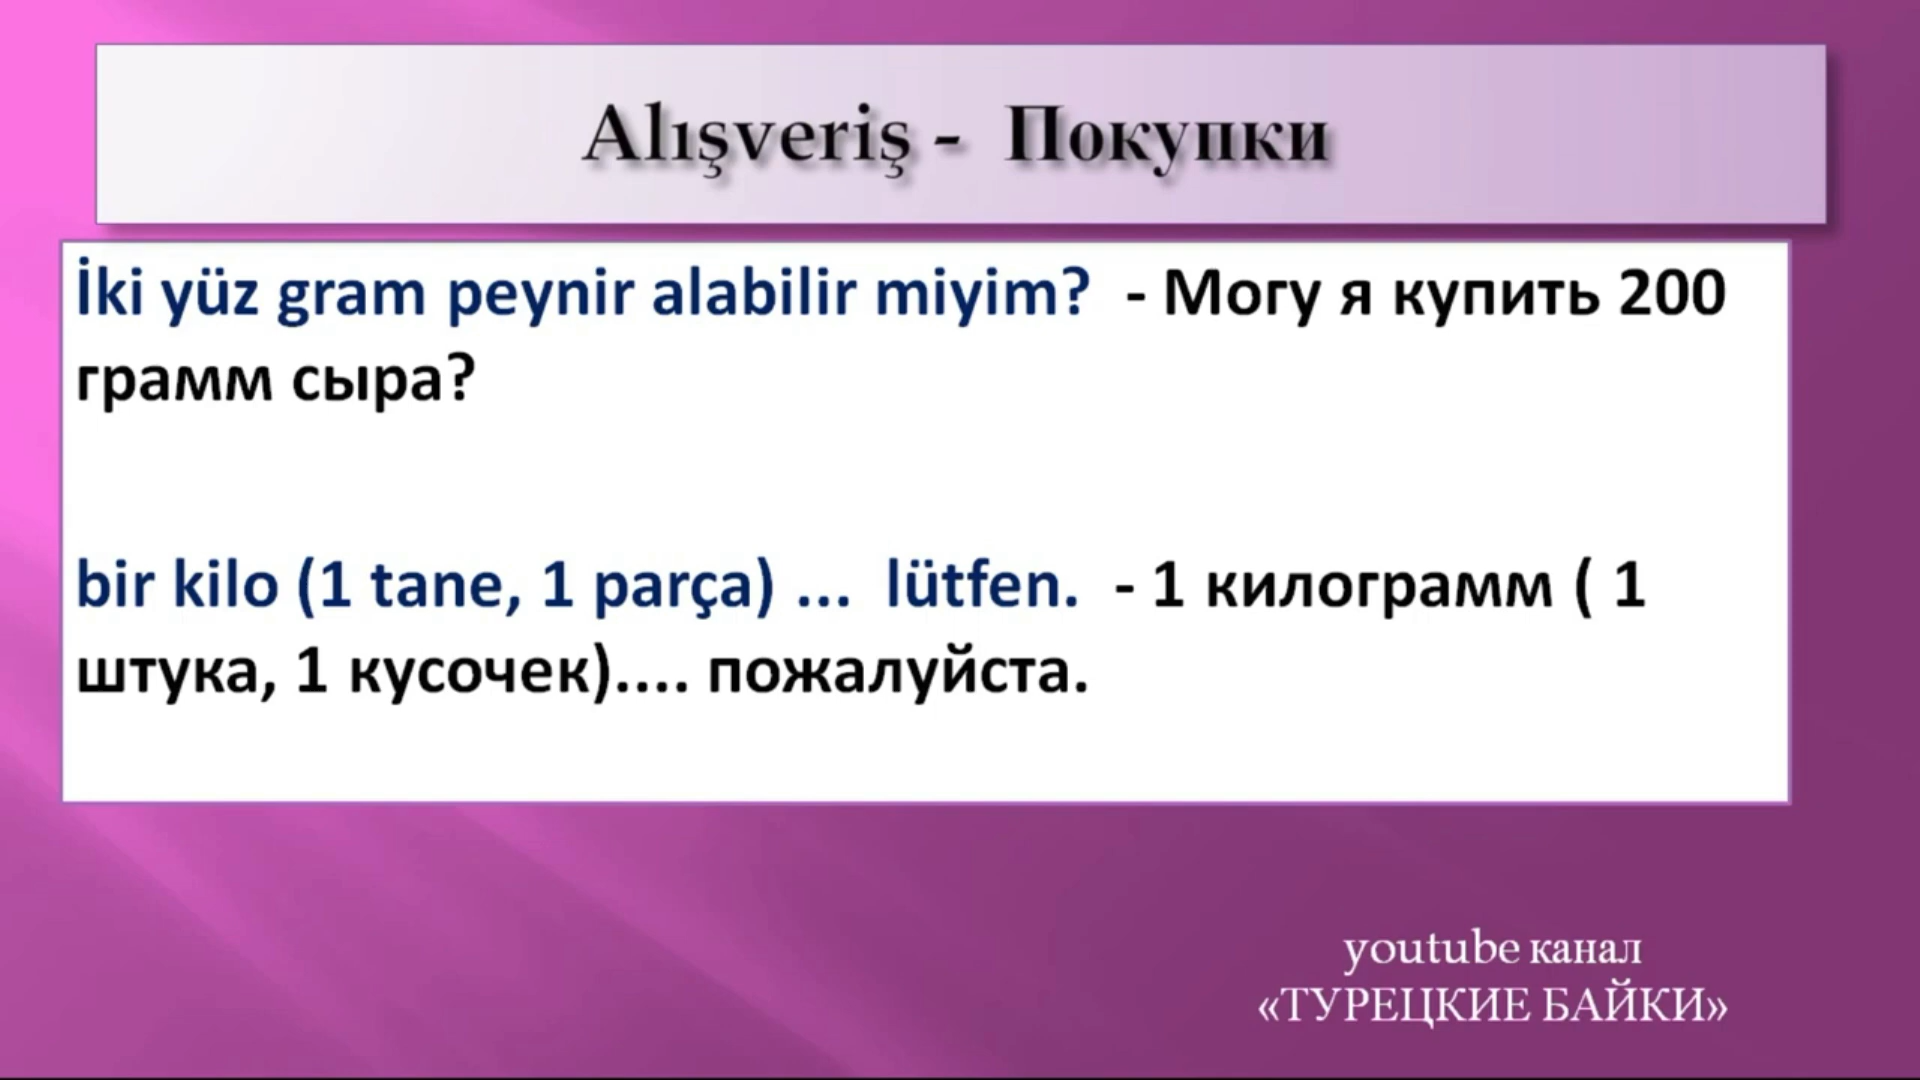 Alışveriş - Покупки
İki yüz gram peynir alabilir miyim? - Могу я купить 200
грамм сыра?
bir kilo (1 tane, 1 parça) ... lütfen. - 1 килограмм ( 1
штука, 1 кусочек).... пожалуйста.
youtube канал
«ТУРЕЦКИЕ БАЙКИ»